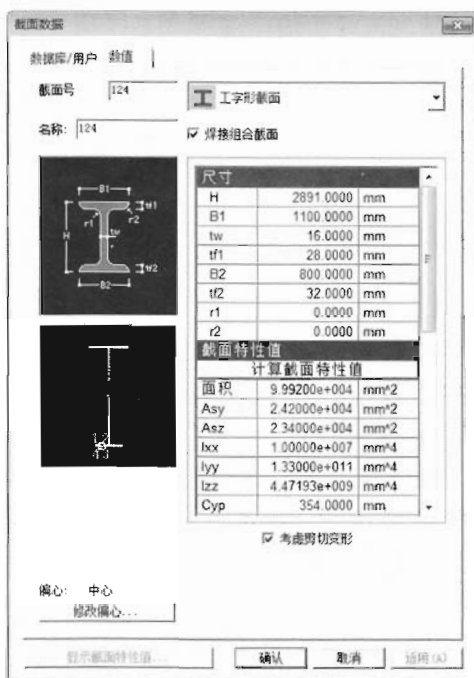 截面数据
数据库/用户 数值
截面号 124
工字形截面
名称: 124
焊接组合截面
B1
tf1
r1 r2
H tw
tf2
B2
尺寸
H 2891.0000 mm
B1 1100.0000 mm
tw 16.0000 mm
tf1 28.0000 mm
B2 800.0000 mm
tf2 32.0000 mm
r1 0.0000 mm
r2 0.0000 mm
截面特性值
计算截面特性值
面积 9.99200e+004 mm^2
Asy 2.42000e+004 mm^2
Asz 2.34000e+004 mm^2
Ixx 1.00000e+007 mm^4
Iyy 1.33000e+011 mm^4
Izz 4.47193e+009 mm^4
Cyp 354.0000 mm
考虑剪切变形
偏心: 中心
修改偏心...
显示截面特性值...
确认 取消 适用(A)